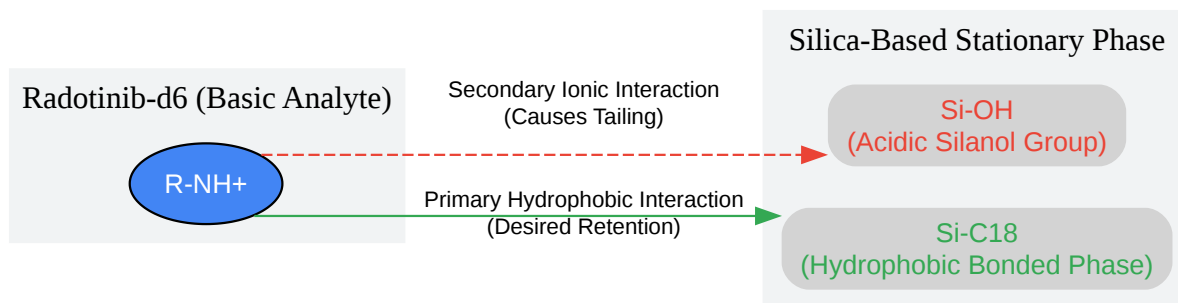 Radotinib-d6 (Basic Analyte)
R-NH+
Secondary Ionic Interaction
(Causes Tailing)
Primary Hydrophobic Interaction
(Desired Retention)
Silica-Based Stationary Phase
Si-OH
(Acidic Silanol Group)
Si-C18
(Hydrophobic Bonded Phase)